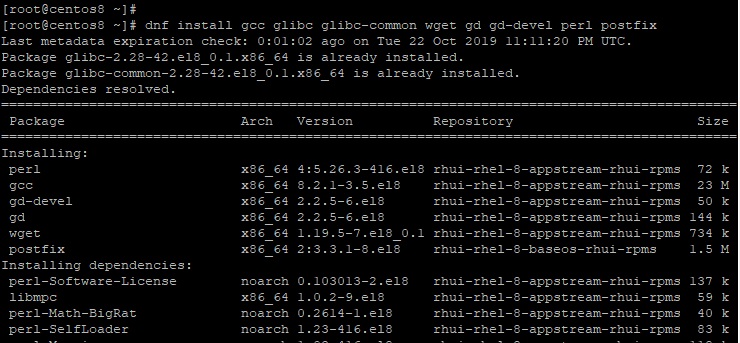 [root@centos8 ~]#
[root@centos8 ~]# dnf install gcc glibc glibc-common wget gd gd-devel perl postfix
Last metadata expiration check: 0:01:02 ago on Tue 22 Oct 2019 11:11:20 PM UTC.
Package glibc-2.28-42.el8_0.1.x86_64 is already installed.
Package glibc-common-2.28-42.el8_0.1.x86_64 is already installed.
Dependencies resolved.
Package Arch Version Repository Size
Installing:
perl x86_64 4:5.26.3-416.el8 rhui-rhel-8-appstream-rhui-rpms 72 k
gcc x86_64 8.2.1-3.5.el8 rhui-rhel-8-appstream-rhui-rpms 23 M
gd-devel x86_64 2.2.5-6.el8 rhui-rhel-8-appstream-rhui-rpms 50 k
gd x86_64 2.2.5-6.el8 rhui-rhel-8-appstream-rhui-rpms 144 k
wget x86_64 1.19.5-7.el8_0.1 rhui-rhel-8-appstream-rhui-rpms 734 k
postfix x86_64 2:3.3.1-8.el8 rhui-rhel-8-baseos-rhui-rpms 1.5 M
Installing dependencies:
perl-Software-License noarch 0.103013-2.el8 rhui-rhel-8-appstream-rhui-rpms 137 k
libmpc x86_64 1.0.2-9.el8 rhui-rhel-8-appstream-rhui-rpms 59 k
perl-Math-BigRat noarch 0.2614-1.el8 rhui-rhel-8-appstream-rhui-rpms 40 k
perl-SelfLoader noarch 1.23-416.el8 rhui-rhel-8-appstream-rhui-rpms 83 k